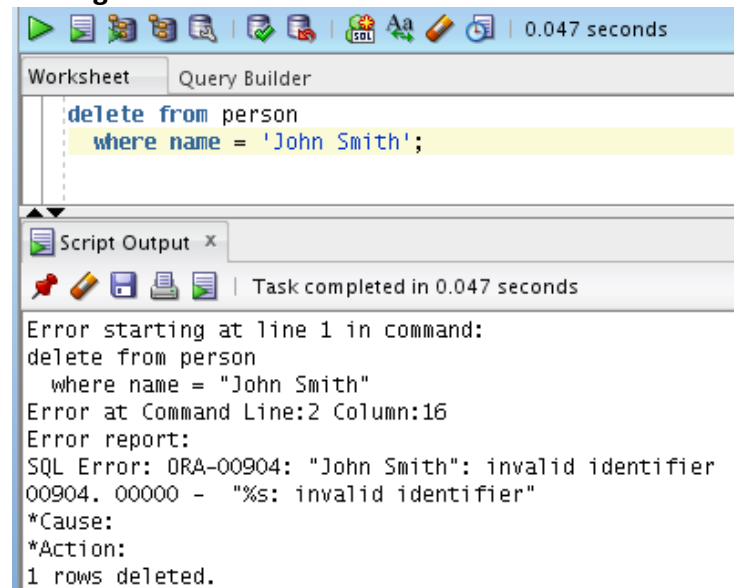 0.047 seconds
Worksheet Query Builder
delete from person
where name = 'John Smith';
Script Output x
Task completed in 0.047 seconds
Error starting at line 1 in command:
delete from person
where name = "John Smith"
Error at Command Line:2 Column:16
Error report:
SQL Error: ORA-00904: "John Smith": invalid identifier
00904. 00000 - "%s: invalid identifier"
*Cause:
*Action:
1 rows deleted.